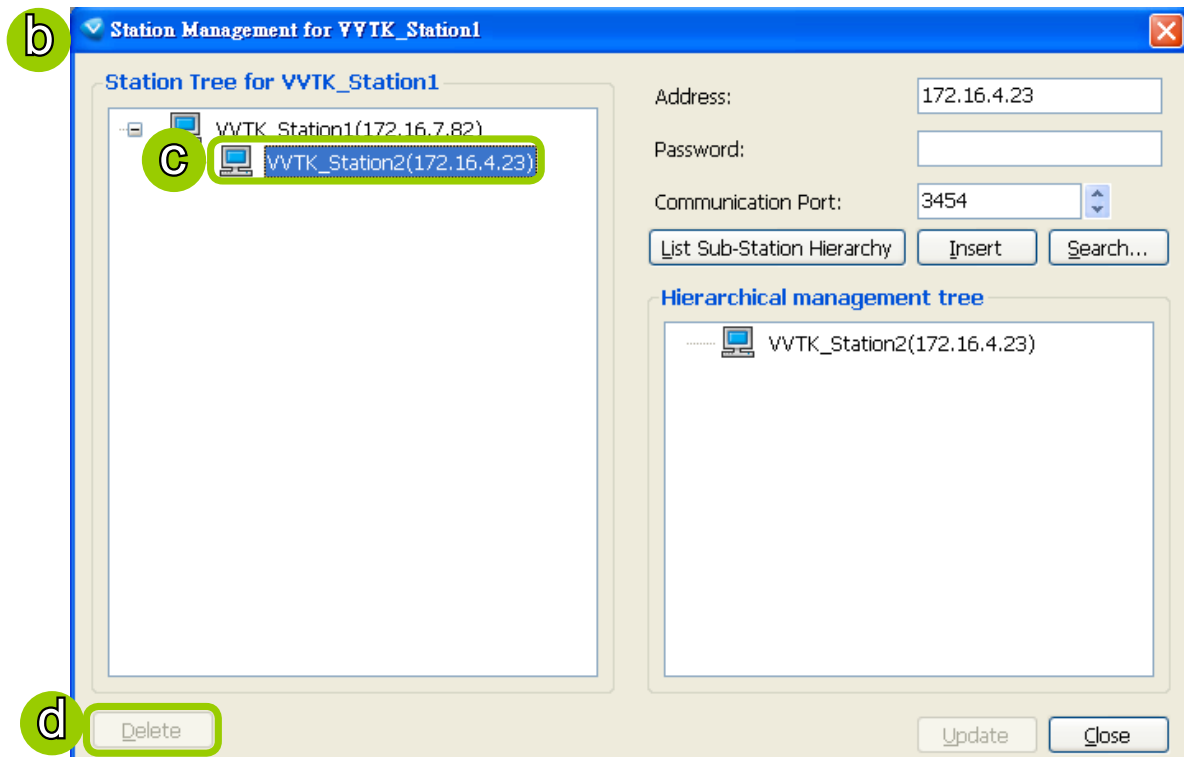 b
Station Management for VVTK_Station1
Station Tree for VVTK_Station1
VVTK_Station1(172.16.7.82)
c
VVTK_Station2(172.16.4.23)
Delete
d
Address:
172.16.4.23
Password:
Communication Port:
3454
List Sub-Station Hierarchy
Insert
Search...
Hierarchical management tree
VVTK_Station2(172.16.4.23)
Update
Close